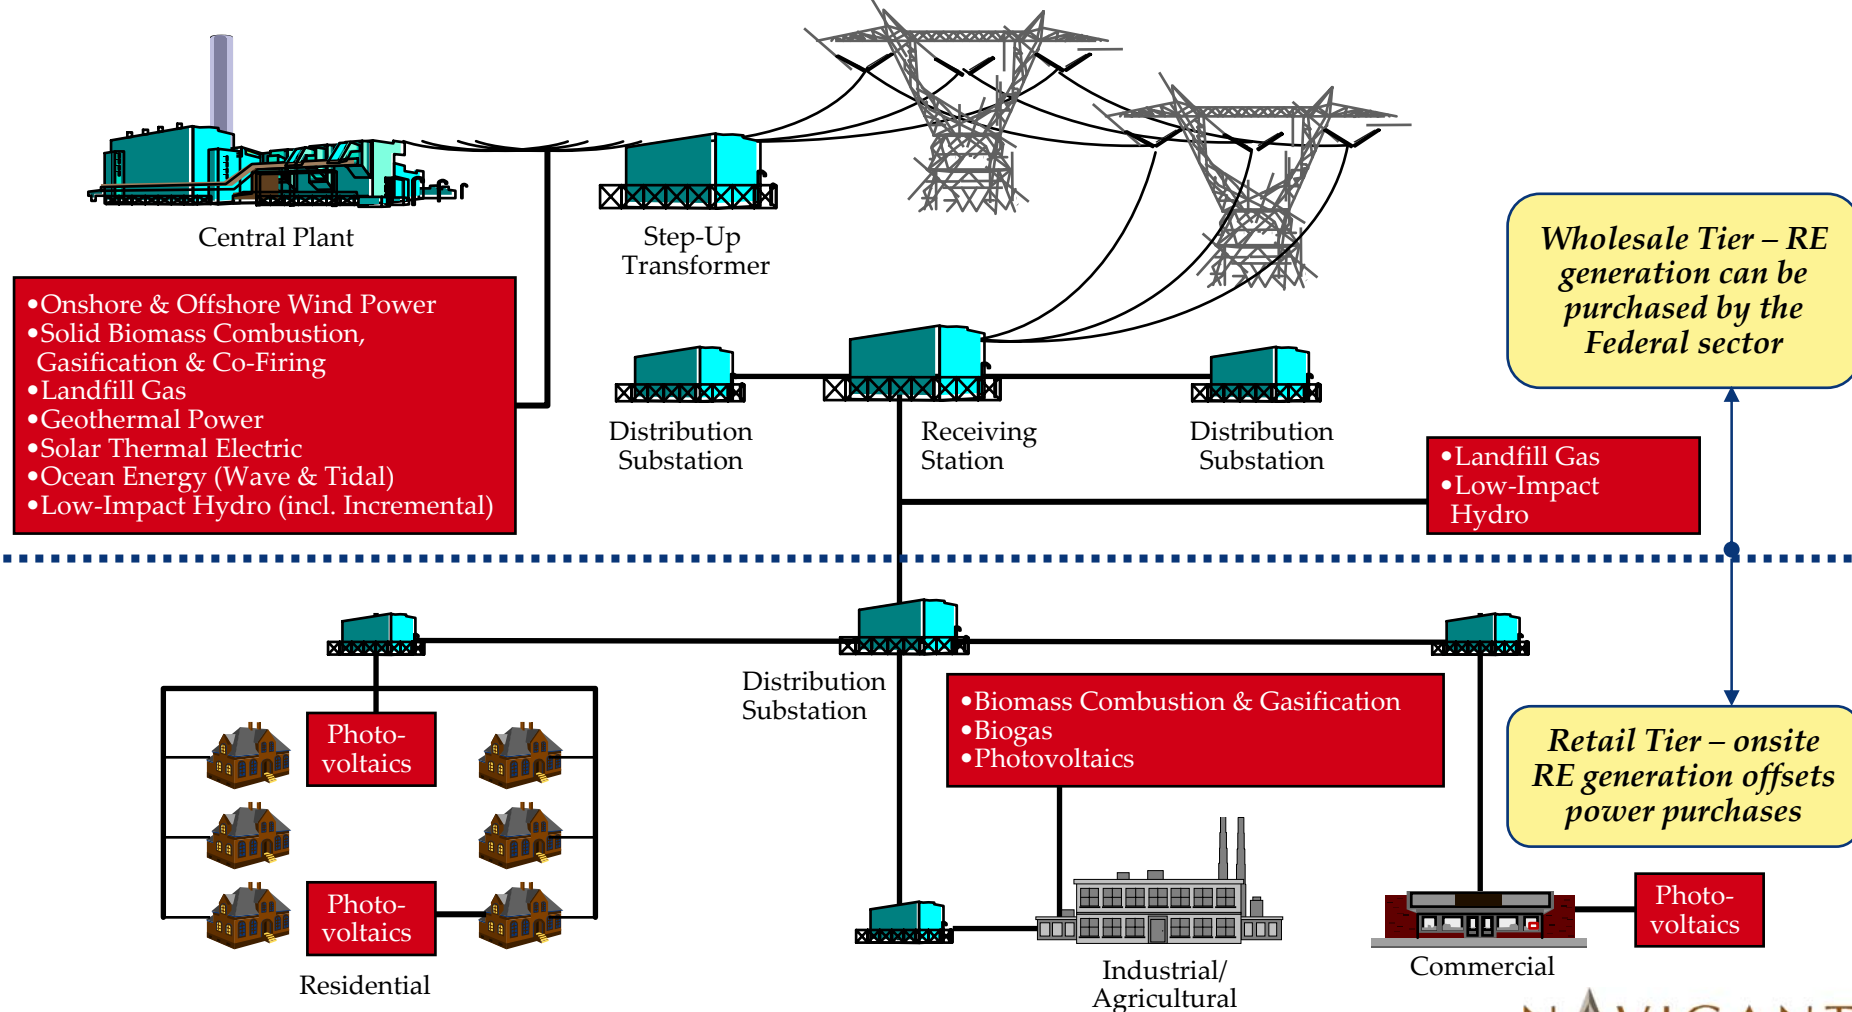 Central Plant
Step-Up
Transformer
Wholesale Tier – RE
generation can be
purchased by the
Federal sector
•Onshore & Offshore Wind Power
•Solid Biomass Combustion,
Gasification & Co-Firing
•Landfill Gas
•Geothermal Power
•Solar Thermal Electric
•Ocean Energy (Wave & Tidal)
•Low-Impact Hydro (incl. Incremental)
Distribution
Substation
Receiving
Station
Distribution
Substation
•Landfill Gas
•Low-Impact
Hydro
Distribution
Substation
•Biomass Combustion & Gasification
•Biogas
•Photovoltaics
Retail Tier – onsite
RE generation offsets
power purchases
Photo-
voltaics
Photo-
voltaics
Photo-
voltaics
Residential
Industrial/
Agricultural
Commercial
NAVIGANT